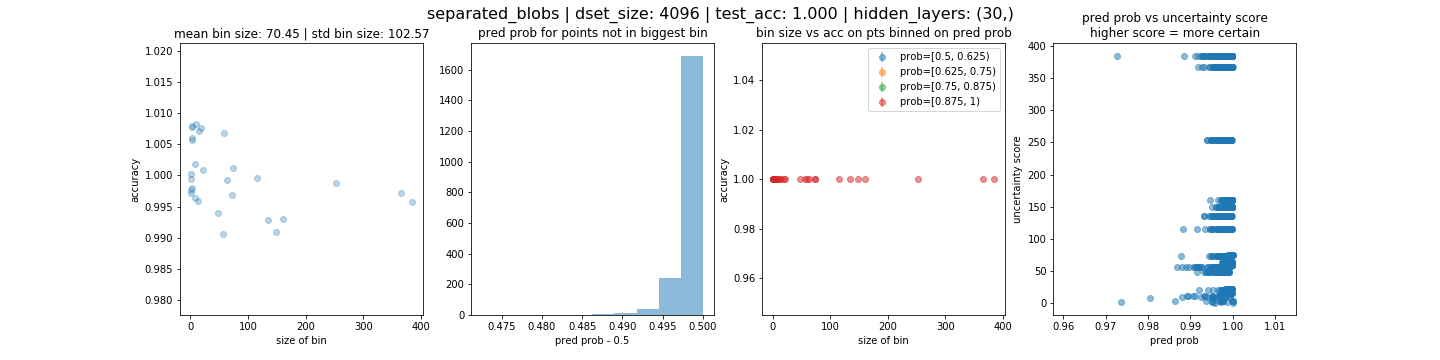 separated_blobs | dset_size: 4096 | test_acc: 1.000 | hidden_layers: (30,)
mean bin size: 70.45 | std bin size: 102.57
1.020
1.015
1.010
1.005
1.000
0.995
0.990
0.985
0.980
accuracy
0 100 200 300 400
size of bin
pred prob for points not in biggest bin
1600
1400
1200
1000
800
600
400
200
0
0.475 0.480 0.485 0.490 0.495 0.500
pred prob - 0.5
bin size vs acc on pts binned on pred prob
prob=[0.5, 0.625)
prob=[0.625, 0.75)
prob=[0.75, 0.875)
prob=[0.875, 1)
1.04
1.02
1.00
0.98
0.96
accuracy
0 100 200 300 400
size of bin
pred prob vs uncertainty score
higher score = more certain
400
350
300
250
200
150
100
50
0
uncertainty score
0.96 0.97 0.98 0.99 1.00 1.01
pred prob